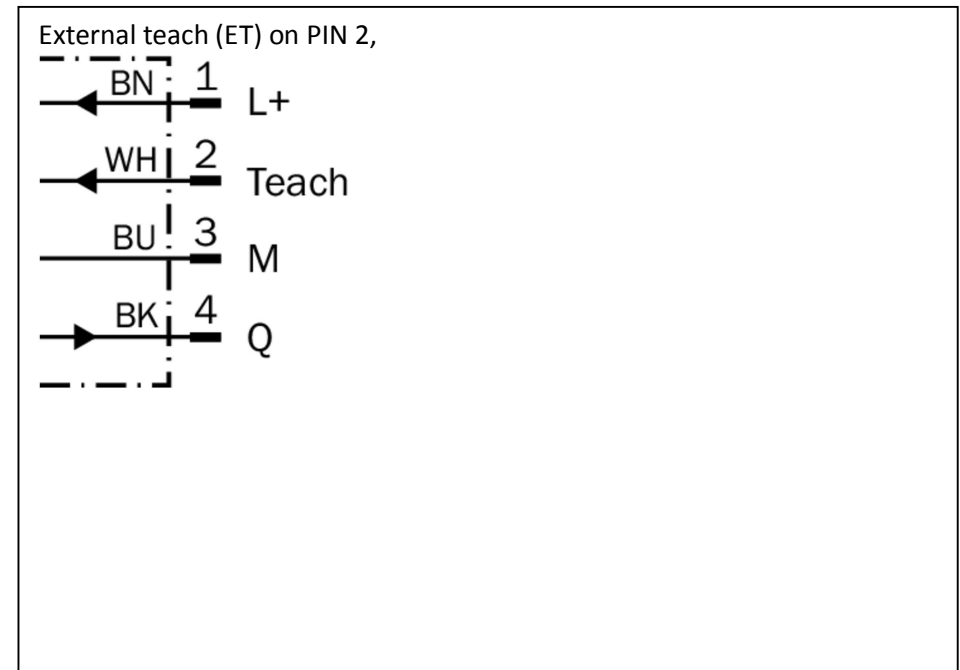 External teach (ET) on PIN 2,
BN 1 L+
WH 2 Teach
BU 3 M
BK 4 Q